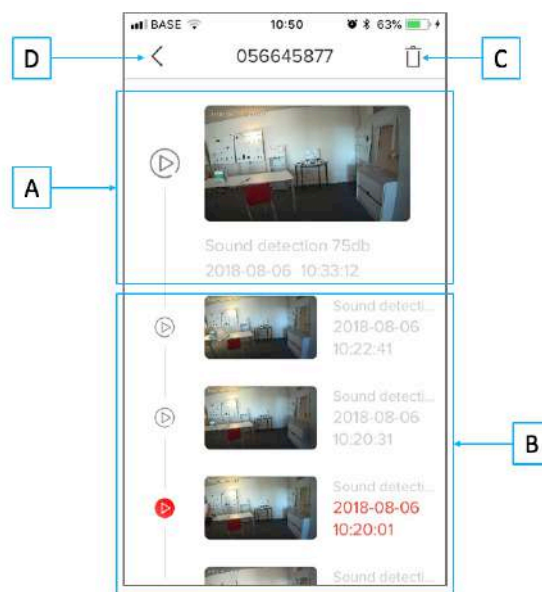 BASE 10:50 63%
D
056645877
C
A
Sound detection 75db
2018-08-06 10:33:12
Sound detecti...
2018-08-06
10:22:41
Sound detecti...
2018-08-06
10:20:31
B
Sound detecti...
2018-08-06
10:20:01
Sound detecti...